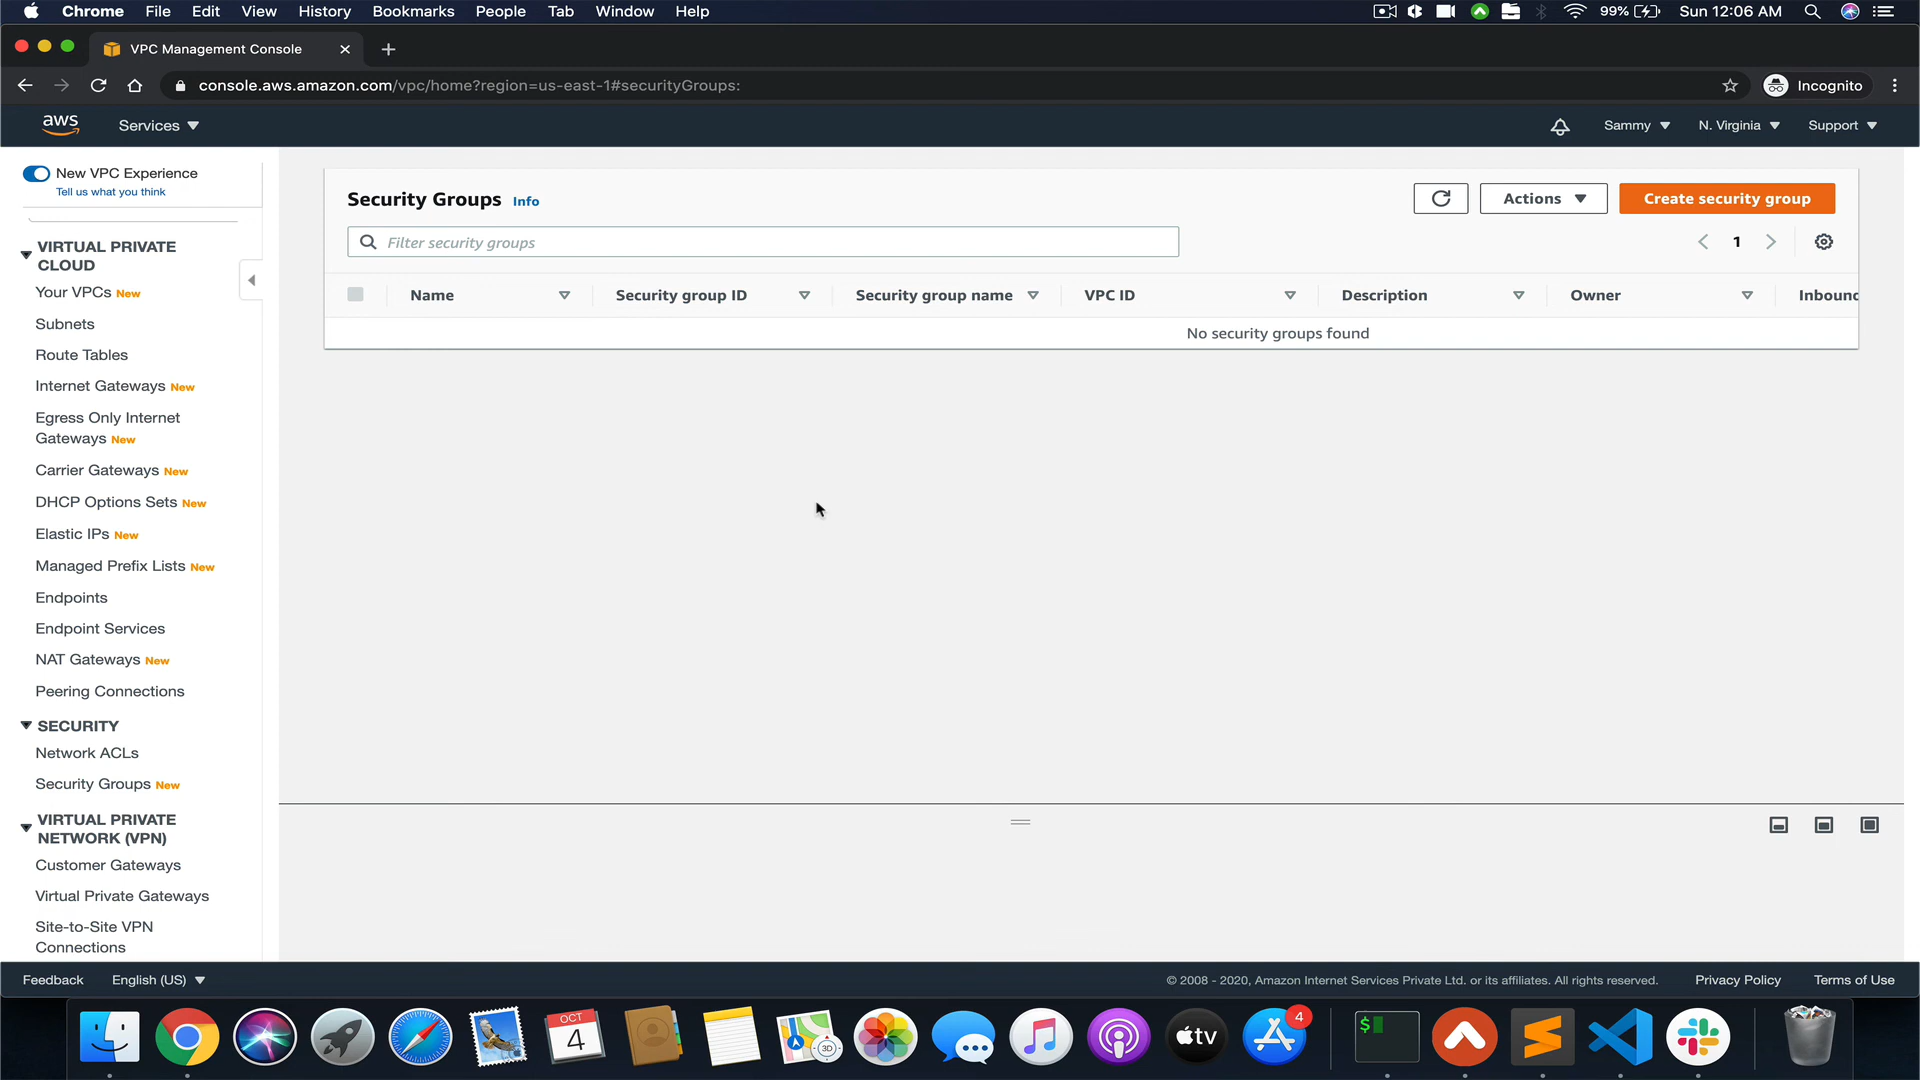 Chrome File Edit View History Bookmarks People Tab Window Help 99% Sun 12:06 AM
VPC Management Console
console.aws.amazon.com/vpc/home?region=us-east-1#securityGroups: Incognito
aws Services Sammy N. Virginia Support
New VPC Experience
Tell us what you think
VIRTUAL PRIVATE
CLOUD
Your VPCs New
Subnets
Route Tables
Internet Gateways New
Egress Only Internet
Gateways New
Carrier Gateways New
DHCP Options Sets New
Elastic IPs New
Managed Prefix Lists New
Endpoints
Endpoint Services
NAT Gateways New
Peering Connections
SECURITY
Network ACLs
Security Groups New
VIRTUAL PRIVATE
NETWORK (VPN)
Customer Gateways
Virtual Private Gateways
Site-to-Site VPN
Connections
Security Groups Info
Actions Create security group
Filter security groups
1
Name Security group ID Security group name VPC ID Description Owner Inbounc
No security groups found
Feedback English (US) © 2008 - 2020, Amazon Internet Services Private Ltd. or its affiliates. All rights reserved. Privacy Policy Terms of Use
OCT
4
3D
tv
4
$